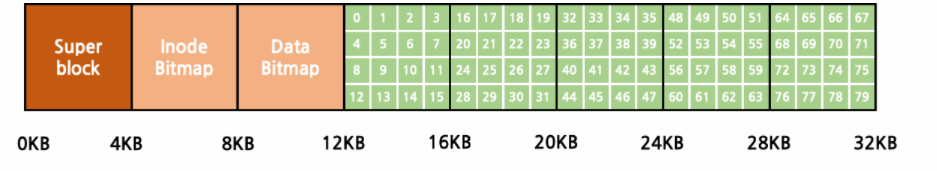 Super
block
Inode
Bitmap
Data
Bitmap
0 1 2 3 16 17 18 19 32 33 34 35 48 49 50 51 64 65 66 67
4 5 6 7 20 21 22 23 36 37 38 39 52 53 54 55 68 69 70 71
8 9 10 11 24 25 26 27 40 41 42 43 56 57 58 59 72 73 74 75
12 13 14 15 28 29 30 31 44 45 46 47 60 61 62 63 76 77 78 79
0KB 4KB 8KB 12KB 16KB 20KB 24KB 28KB 32KB